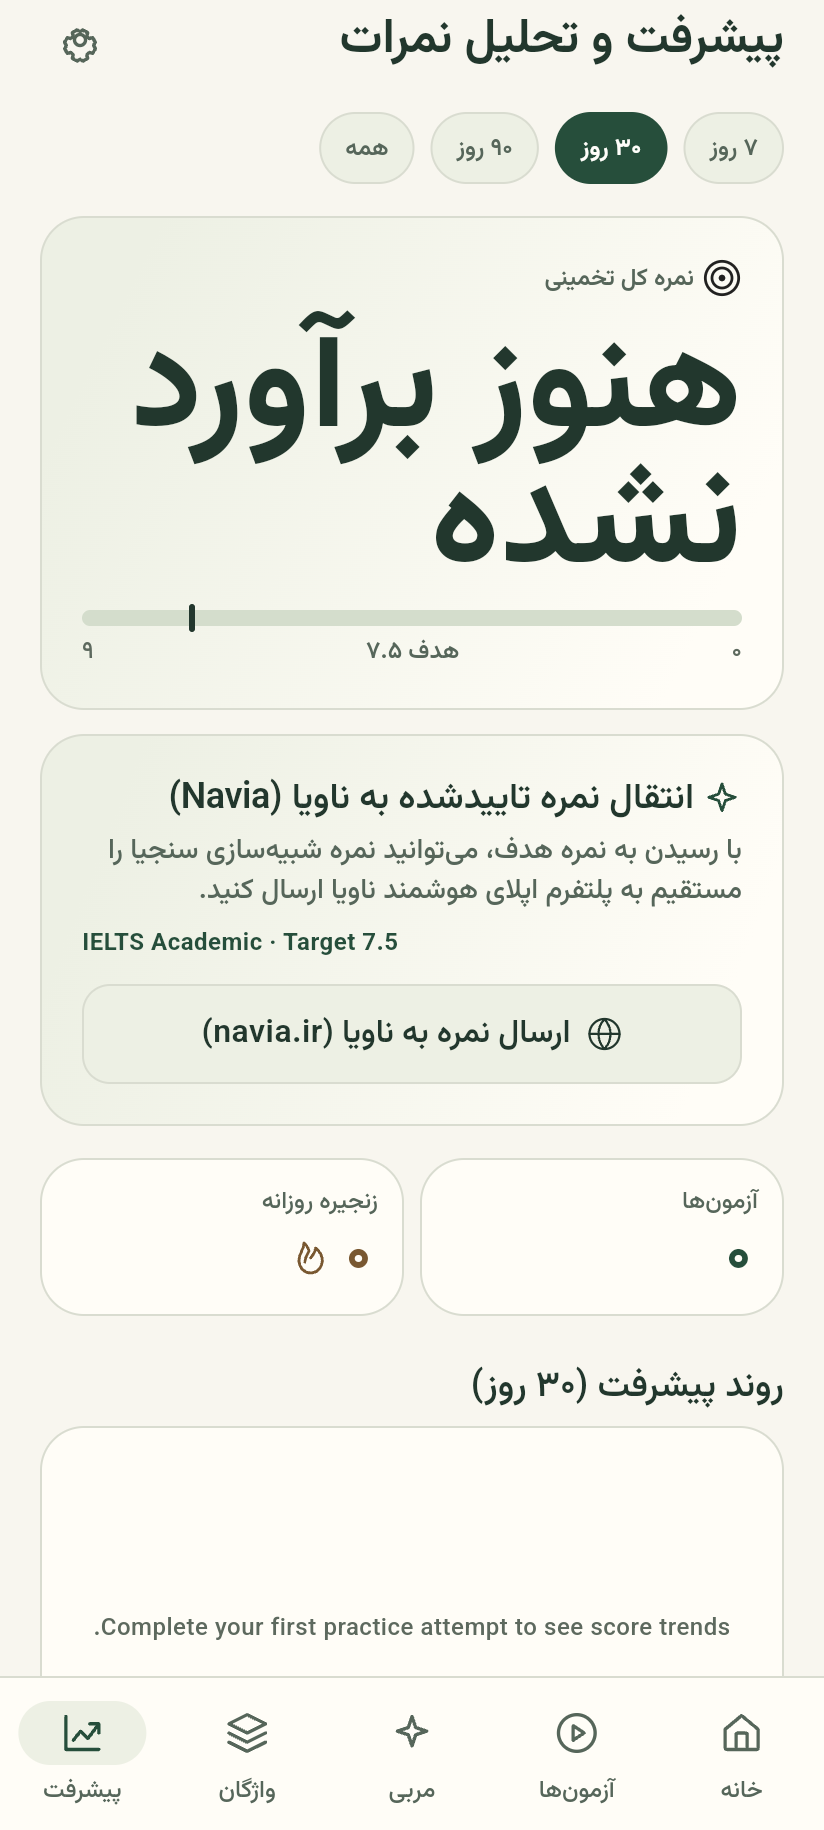 پیشرفت و تحلیل نمرات
۷ روز
۳۰ روز
۹۰ روز
همه
نمره کل تخمینی
هنوز برآورد
نشده
۰
هدف ۷.۵
۹
انتقال نمره تاییدشده به ناویا (Navia)
با رسیدن به نمره هدف، می‌توانید نمره شبیه‌سازی سنجیا را
مستقیم به پلتفرم اپلای هوشمند ناویا ارسال کنید.
IELTS Academic · Target 7.5
ارسال نمره به ناویا (navia.ir)
آزمون‌ها
۰
زنجیره روزانه
۰
روند پیشرفت (۳۰ روز)
.Complete your first practice attempt to see score trends
خانه
آزمون‌ها
مربی
واژگان
پیشرفت